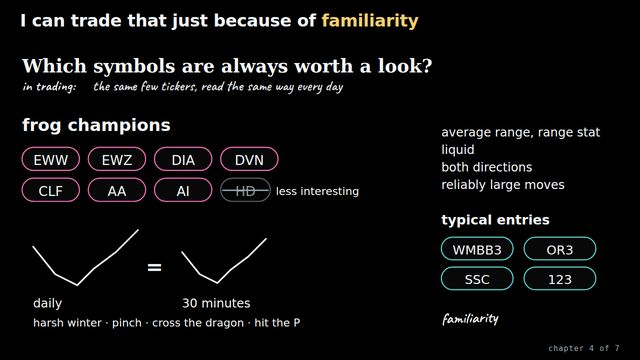 I can trade that just because of familiarity
Which symbols are always worth a look?
in trading: the same few tickers, read the same way every day
frog champions
EWW EWZ DIA DVN
CLF AA AI HD less interesting
=
daily 30 minutes
harsh winter · pinch · cross the dragon · hit the P
average range, range stat
liquid
both directions
reliably large moves
typical entries
WMBB3 OR3
SSC 123
familiarity
chapter 4 of 7